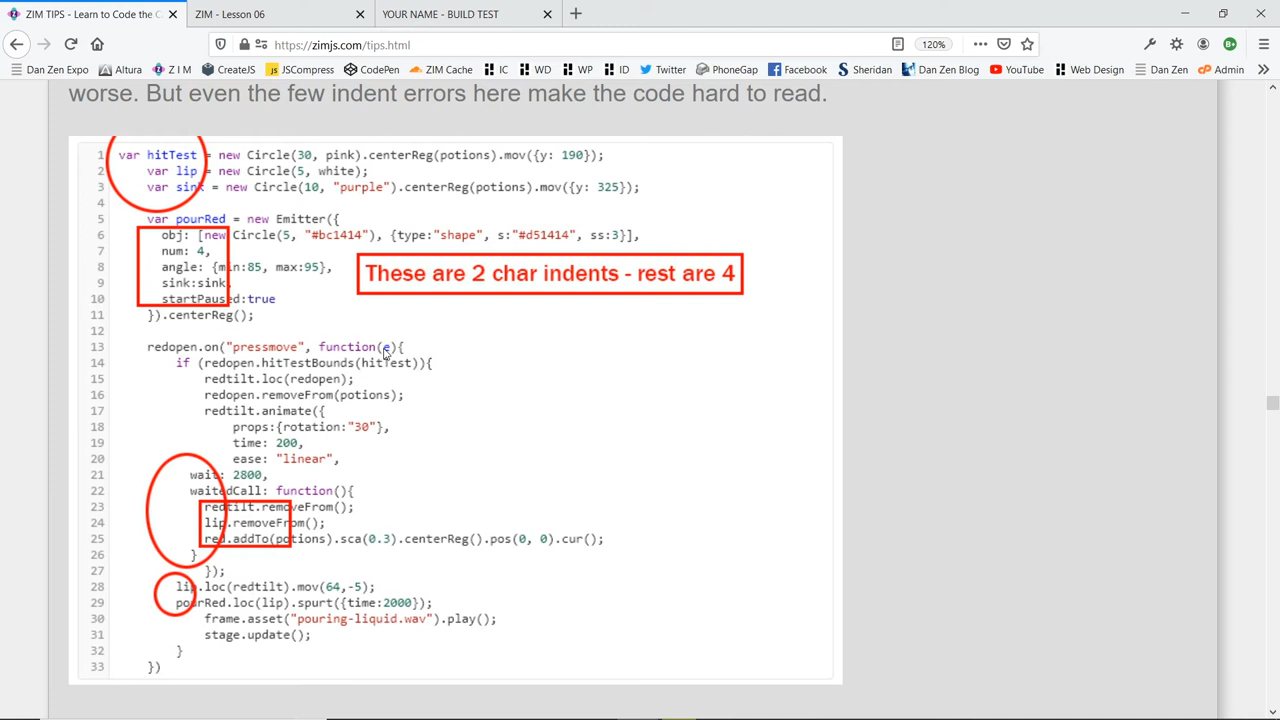 ZIM TIPS - Learn to Code the C
ZIM - Lesson 06
YOUR NAME - BUILD TEST
https://zimjs.com/tips.html
120%
Dan Zen Expo
Altura
Z I M
CreateJS
JSCompress
CodePen
ZIM Cache
IC
WD
WP
ID
Twitter
PhoneGap
Facebook
Sheridan
Dan Zen Blog
YouTube
Web Design
Dan Zen
Admin
worse. But even the few indent errors here make the code hard to read.
1 var hitTest = new Circle(30, pink).centerReg(potions).mov({y: 190});
2 var lip = new Circle(5, white);
3 var sink = new Circle(10, "purple").centerReg(potions).mov({y: 325});
4
5 var pourRed = new Emitter({
6 obj: [new Circle(5, "#bc1414"), {type:"shape", s:"#d51414", ss:3}],
7 num: 4,
8 angle: {min:85, max:95},
These are 2 char indents - rest are 4
9 sink:sink,
10 startPaused:true
11 }).centerReg();
12
13 redopen.on("pressmove", function(e){
14 if (redopen.hitTestBounds(hitTest)){
15 redtilt.loc(redopen);
16 redopen.removeFrom(potions);
17 redtilt.animate({
18 props:{rotation:"30"},
19 time: 200,
20 ease: "linear",
21 wait: 2800,
22 waitedCall: function(){
23 redtilt.removeFrom();
24 lip.removeFrom();
25 red.addTo(potions).sca(0.3).centerReg().pos(0, 0).cur();
26 }
27 });
28 lip.loc(redtilt).mov(64,-5);
29 pourRed.loc(lip).spurt({time:2000});
30 frame.asset("pouring-liquid.wav").play();
31 stage.update();
32 }
33 })